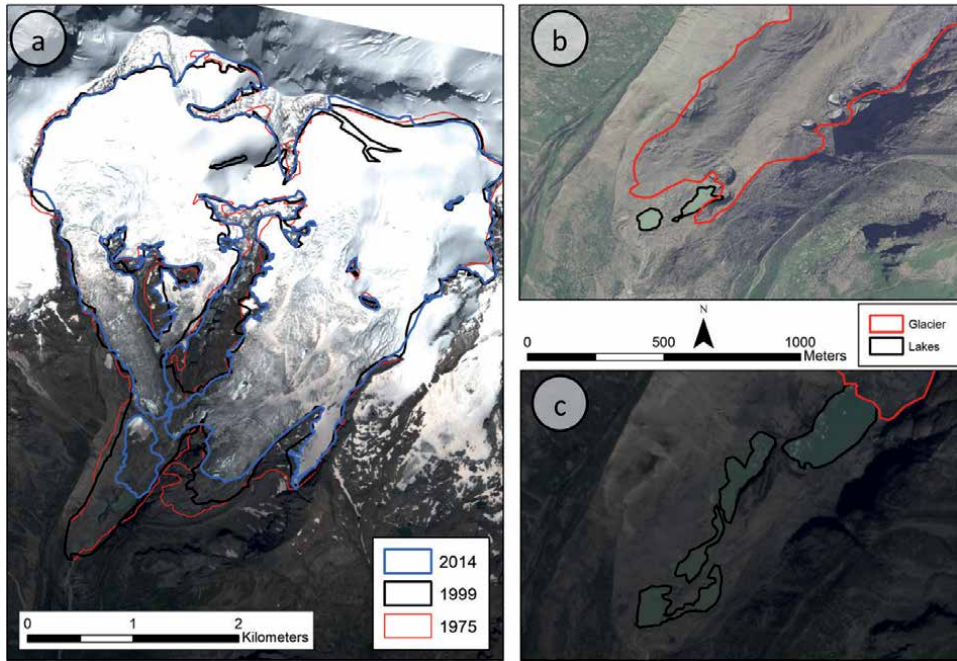 a
2014
1999
1975
0 1 2
Kilometers
b
N
0 500 1000
Meters
Glacier
Lakes
c